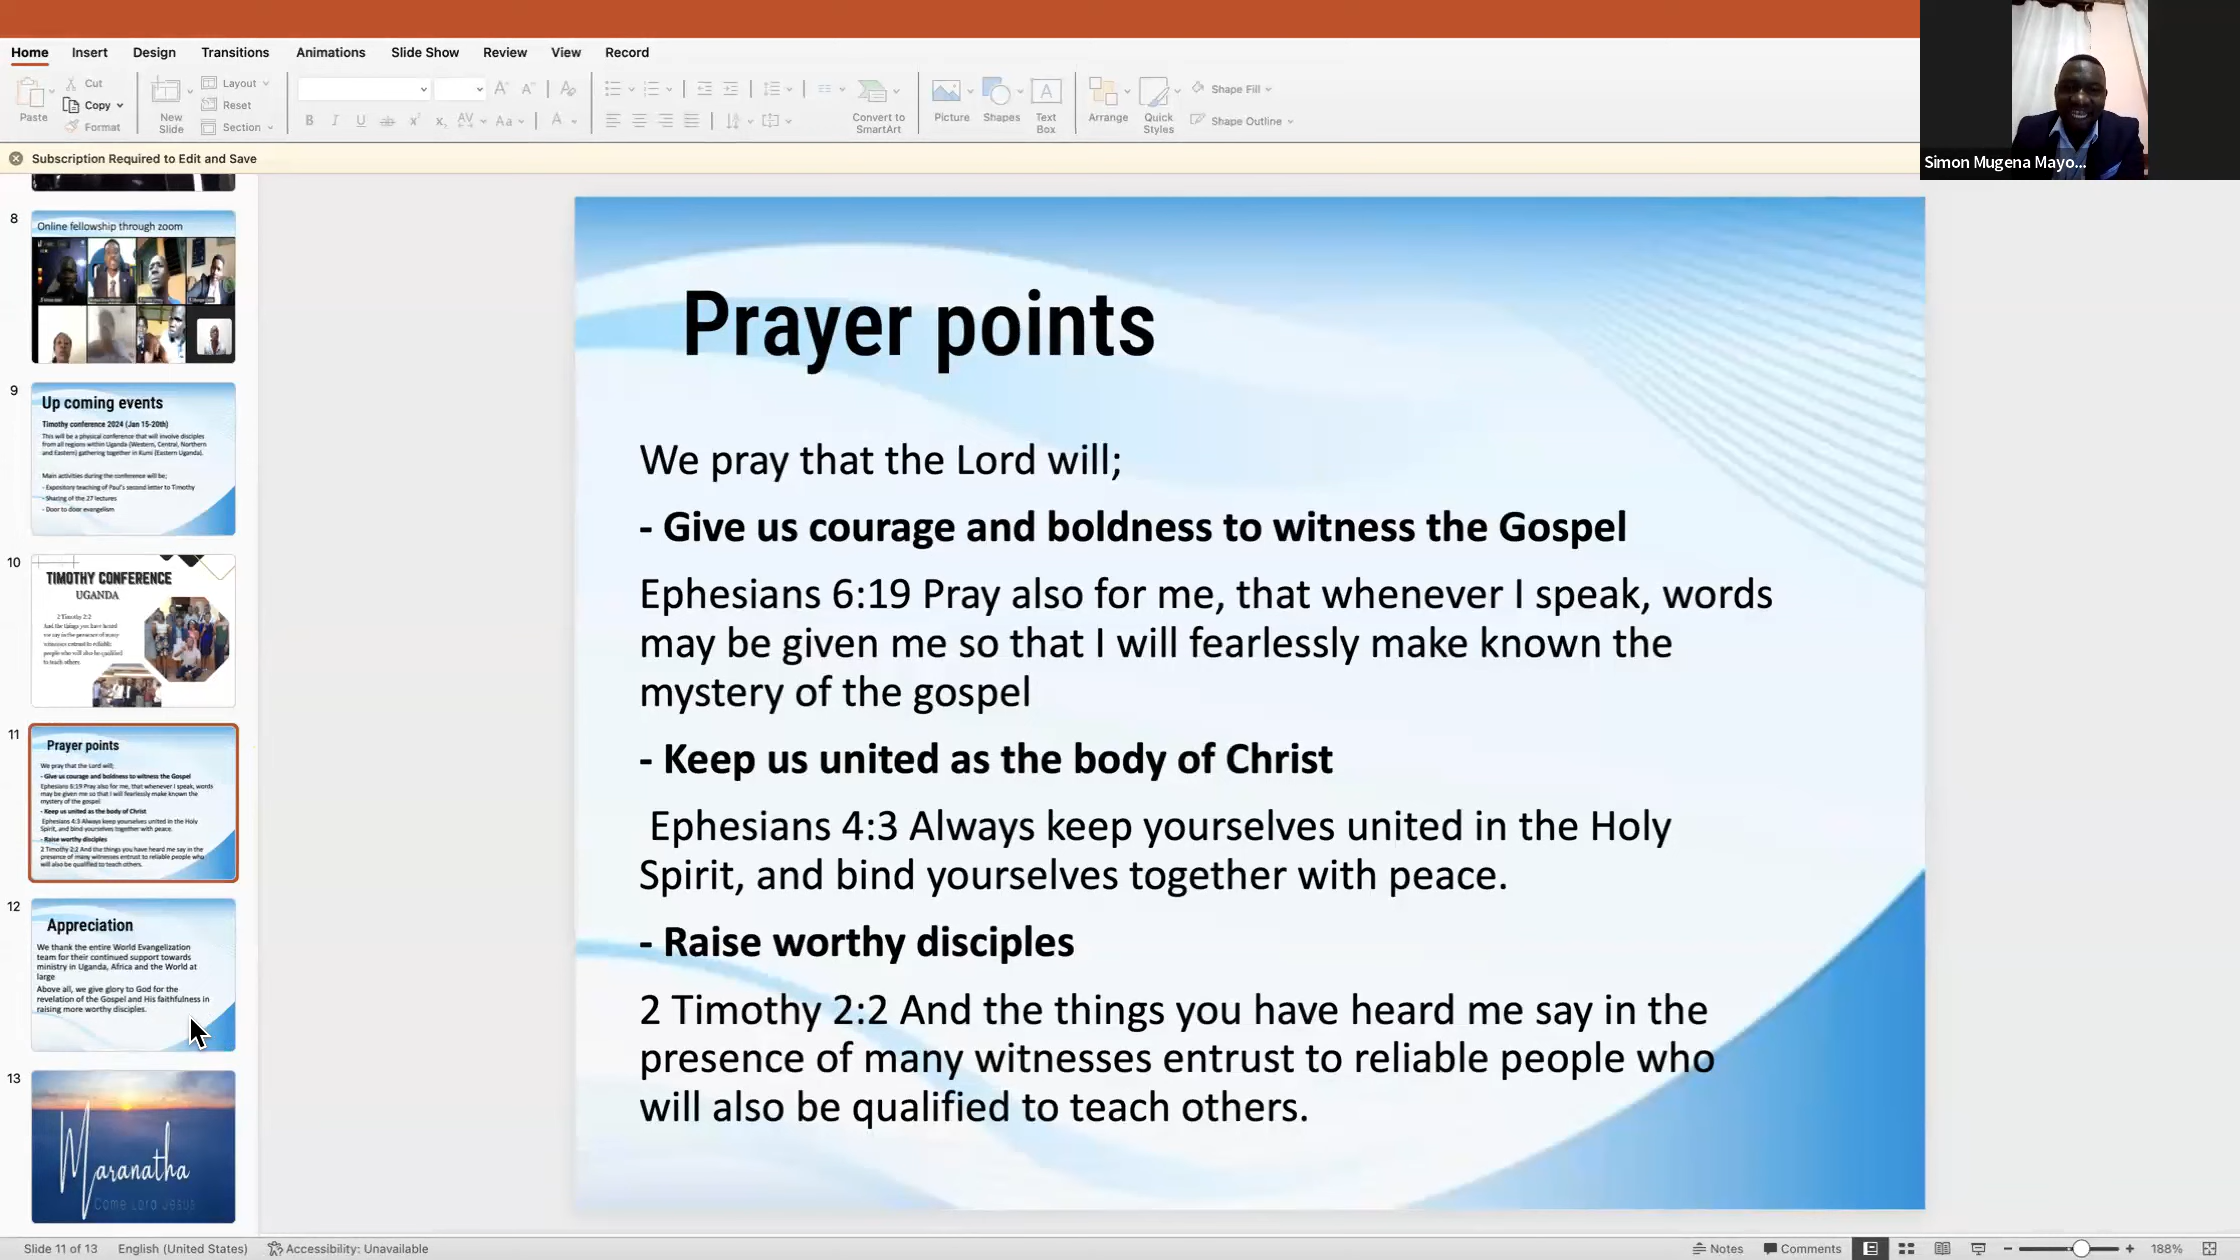 Home Insert Design Transitions Animations Slide Show Review View Record
Paste
Cut
Copy
Format
New
Slide
Layout
Reset
Section
Convert to
SmartArt
Picture
Shapes
Text
Box
Arrange
Quick
Styles
Shape Fill
Shape Outline
Simon Mugena Mayo...
Subscription Required to Edit and Save
8
Online fellowship through zoom
9
Up coming events
Timothy conference 2024 (Jan 15-20th)
This will be a physical conference that will involve disciples
from all regions within Uganda (Western, Central, Northern
and Eastern) gathering together in Kumi (Eastern Uganda).
Main activities during the conference will be;
- Expository teaching of Paul's second letter to Timothy
- Sharing of the 27 lectures
- Door to door evangelism
10
TIMOTHY CONFERENCE
UGANDA
2 Timothy 2:2
And the things you have heard
me say in the presence of many
witnesses entrust to reliable
people who will also be qualified
to teach others.
11
Prayer points
We pray that the Lord will;
- Give us courage and boldness to witness the Gospel
Ephesians 6:19 Pray also for me, that whenever I speak, words
may be given me so that I will fearlessly make known the
mystery of the gospel
- Keep us united as the body of Christ
Ephesians 4:3 Always keep yourselves united in the Holy
Spirit, and bind yourselves together with peace.
- Raise worthy disciples
2 Timothy 2:2 And the things you have heard me say in the
presence of many witnesses entrust to reliable people who
will also be qualified to teach others.
12
Appreciation
We thank the entire World Evangelization
team for their continued support towards
ministry in Uganda, Africa and the World at
large
Above all, we give glory to God for the
revelation of the Gospel and His faithfulness in
raising more worthy disciples.
13
Maranatha
Come Lord Jesus
Prayer points
We pray that the Lord will;
- Give us courage and boldness to witness the Gospel
Ephesians 6:19 Pray also for me, that whenever I speak, words
may be given me so that I will fearlessly make known the
mystery of the gospel
- Keep us united as the body of Christ
Ephesians 4:3 Always keep yourselves united in the Holy
Spirit, and bind yourselves together with peace.
- Raise worthy disciples
2 Timothy 2:2 And the things you have heard me say in the
presence of many witnesses entrust to reliable people who
will also be qualified to teach others.
Slide 11 of 13 English (United States) Accessibility: Unavailable
Notes Comments 188%